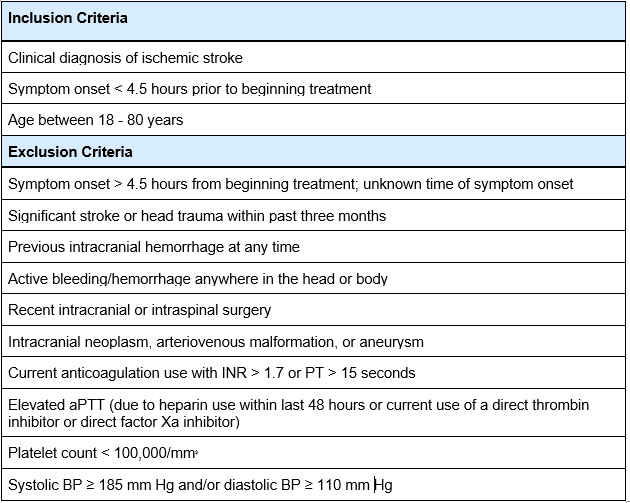 Inclusion Criteria
Clinical diagnosis of ischemic stroke
Symptom onset < 4.5 hours prior to beginning treatment
Age between 18 - 80 years
Exclusion Criteria
Symptom onset > 4.5 hours from beginning treatment; unknown time of symptom onset
Significant stroke or head trauma within past three months
Previous intracranial hemorrhage at any time
Active bleeding/hemorrhage anywhere in the head or body
Recent intracranial or intraspinal surgery
Intracranial neoplasm, arteriovenous malformation, or aneurysm
Current anticoagulation use with INR > 1.7 or PT > 15 seconds
Elevated aPTT (due to heparin use within last 48 hours or current use of a direct thrombin
inhibitor or direct factor Xa inhibitor)
Platelet count < 100,000/mm³
Systolic BP ≥ 185 mm Hg and/or diastolic BP ≥ 110 mm Hg